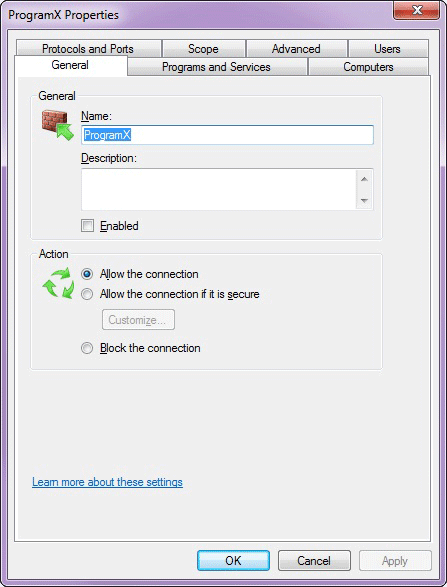 ProgramX Properties
Protocols and Ports
Scope
Advanced
Users
General
Programs and Services
Computers
General
Name:
ProgramX
Description:
Enabled
Action
Allow the connection
Allow the connection if it is secure
Customize...
Block the connection
Learn more about these settings
OK
Cancel
Apply